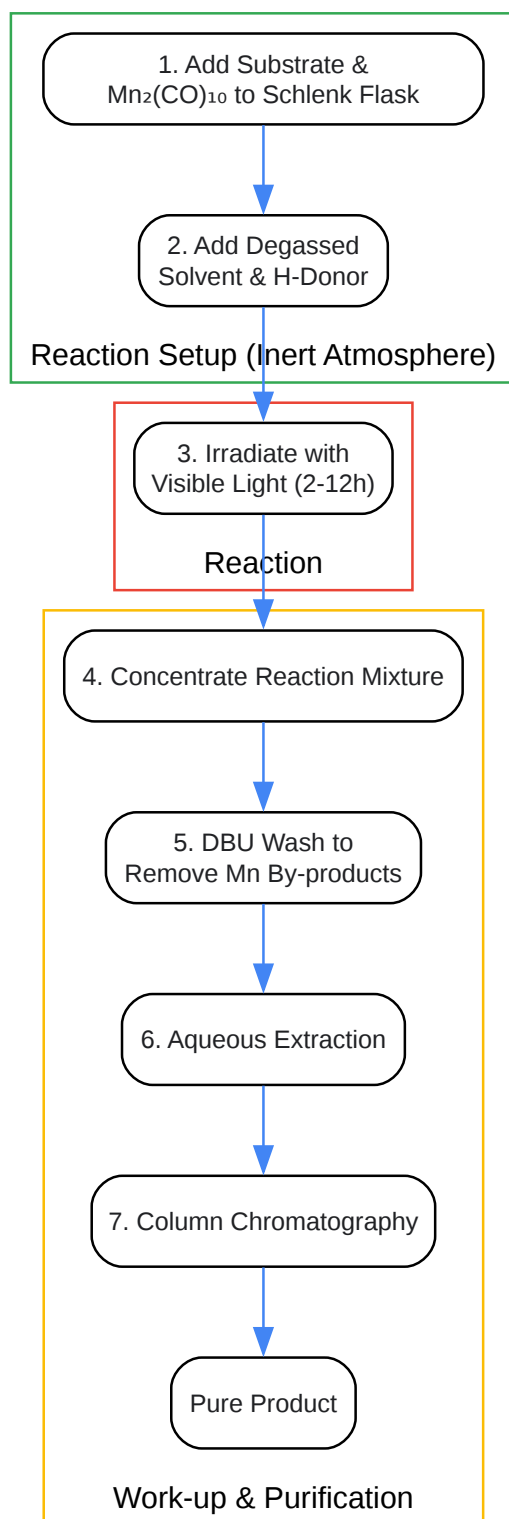 1. Add Substrate &
Mn₂(CO)₁₀ to Schlenk Flask
2. Add Degassed
Solvent & H-Donor
Reaction Setup (Inert Atmosphere)
3. Irradiate with
Visible Light (2-12h)
Reaction
4. Concentrate Reaction Mixture
5. DBU Wash to
Remove Mn By-products
6. Aqueous Extraction
7. Column Chromatography
Pure Product
Work-up & Purification